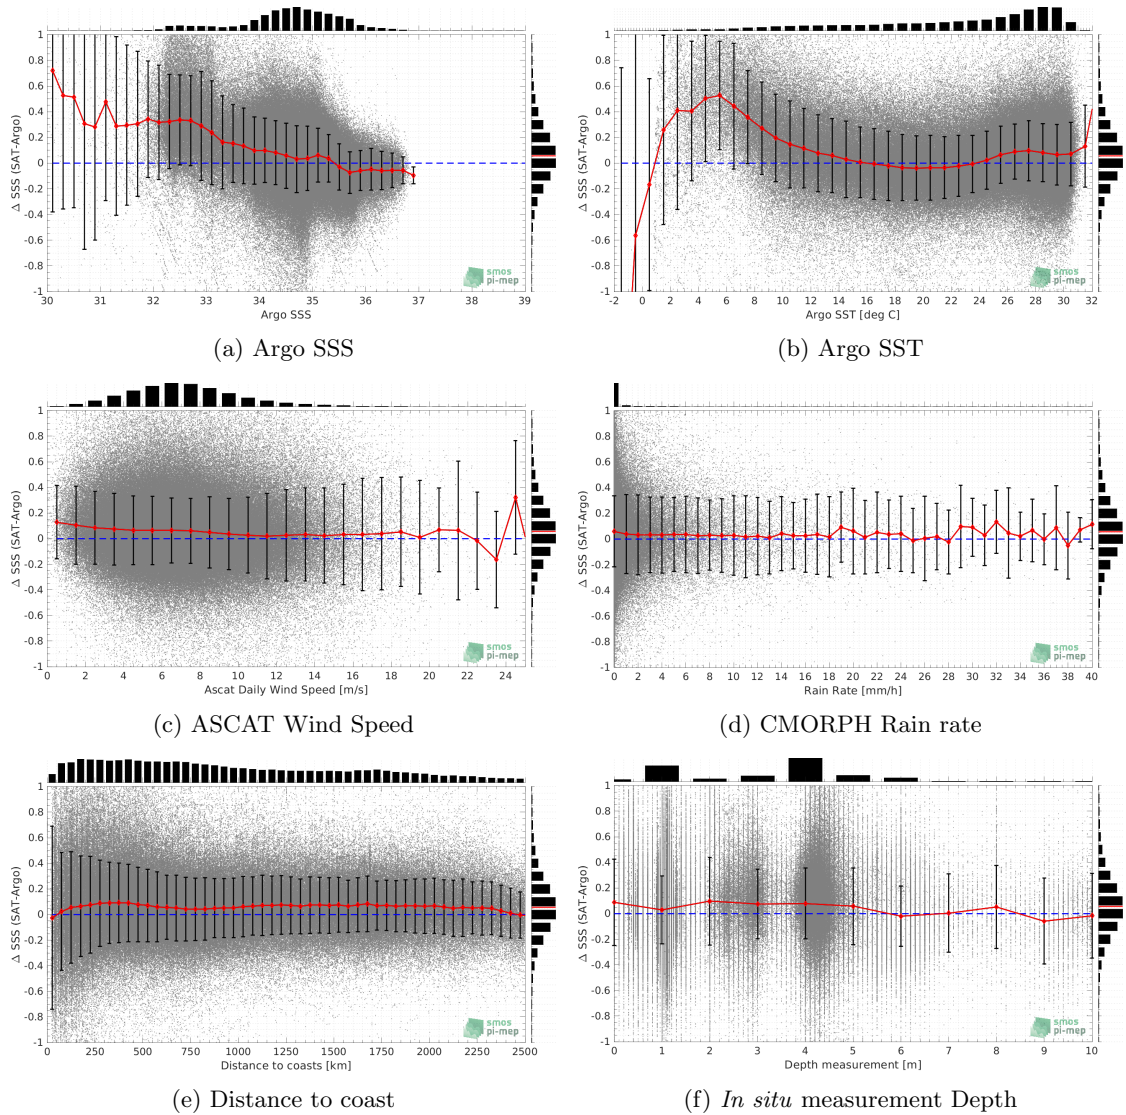 1
0.8
0.6
0.4
0.2
0
-0.2
-0.4
-0.6
-0.8
-1
Δ SSS (SAT-Argo)
30 31 32 33 34 35 36 37 38 39
Argo SSS
smos
pi-mep
(a) Argo SSS
1
0.8
0.6
0.4
0.2
0
-0.2
-0.4
-0.6
-0.8
-1
Δ SSS (SAT-Argo)
-2 0 2 4 6 8 10 12 14 16 18 20 22 24 26 28 30 32
Argo SST [deg C]
smos
pi-mep
(b) Argo SST
1
0.8
0.6
0.4
0.2
0
-0.2
-0.4
-0.6
-0.8
-1
Δ SSS (SAT-Argo)
0 2 4 6 8 10 12 14 16 18 20 22 24
Ascat Daily Wind Speed [m/s]
smos
pi-mep
(c) ASCAT Wind Speed
1
0.8
0.6
0.4
0.2
0
-0.2
-0.4
-0.6
-0.8
-1
Δ SSS (SAT-Argo)
0 2 4 6 8 10 12 14 16 18 20 22 24 26 28 30 32 34 36 38 40
Rain Rate [mm/h]
smos
pi-mep
(d) CMORPH Rain rate
1
0.8
0.6
0.4
0.2
0
-0.2
-0.4
-0.6
-0.8
-1
Δ SSS (SAT-Argo)
0 250 500 750 1000 1250 1500 1750 2000 2250 2500
Distance to coasts [km]
smos
pi-mep
(e) Distance to coast
1
0.8
0.6
0.4
0.2
0
-0.2
-0.4
-0.6
-0.8
-1
Δ SSS (SAT-Argo)
0 1 2 3 4 5 6 7 8 9 10
Depth measurement [m]
smos
pi-mep
(f) In situ measurement Depth